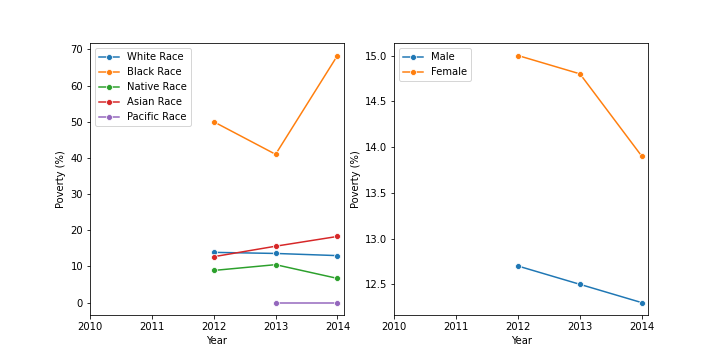 White Race
Black Race
Native Race
Asian Race
Pacific Race
Poverty (%)
70
60
50
40
30
20
10
0
2010 2011 2012 2013 2014
Year
Male
Female
Poverty (%)
15.0
14.5
14.0
13.5
13.0
12.5
2010 2011 2012 2013 2014
Year